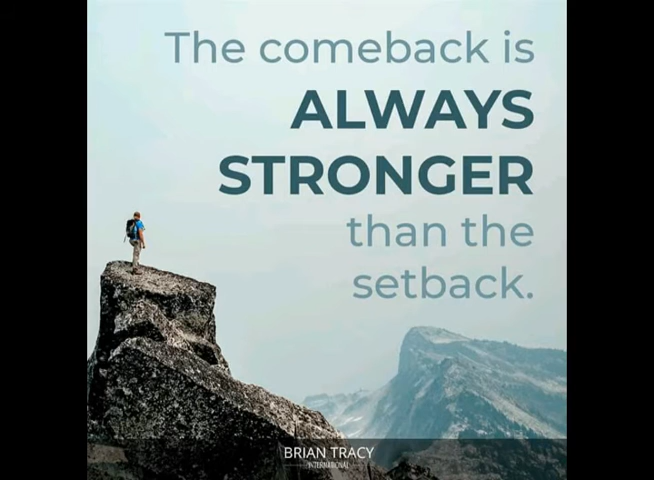 The comeback is
ALWAYS
STRONGER
than the
setback.
BRIAN TRACY
INTERNATIONAL